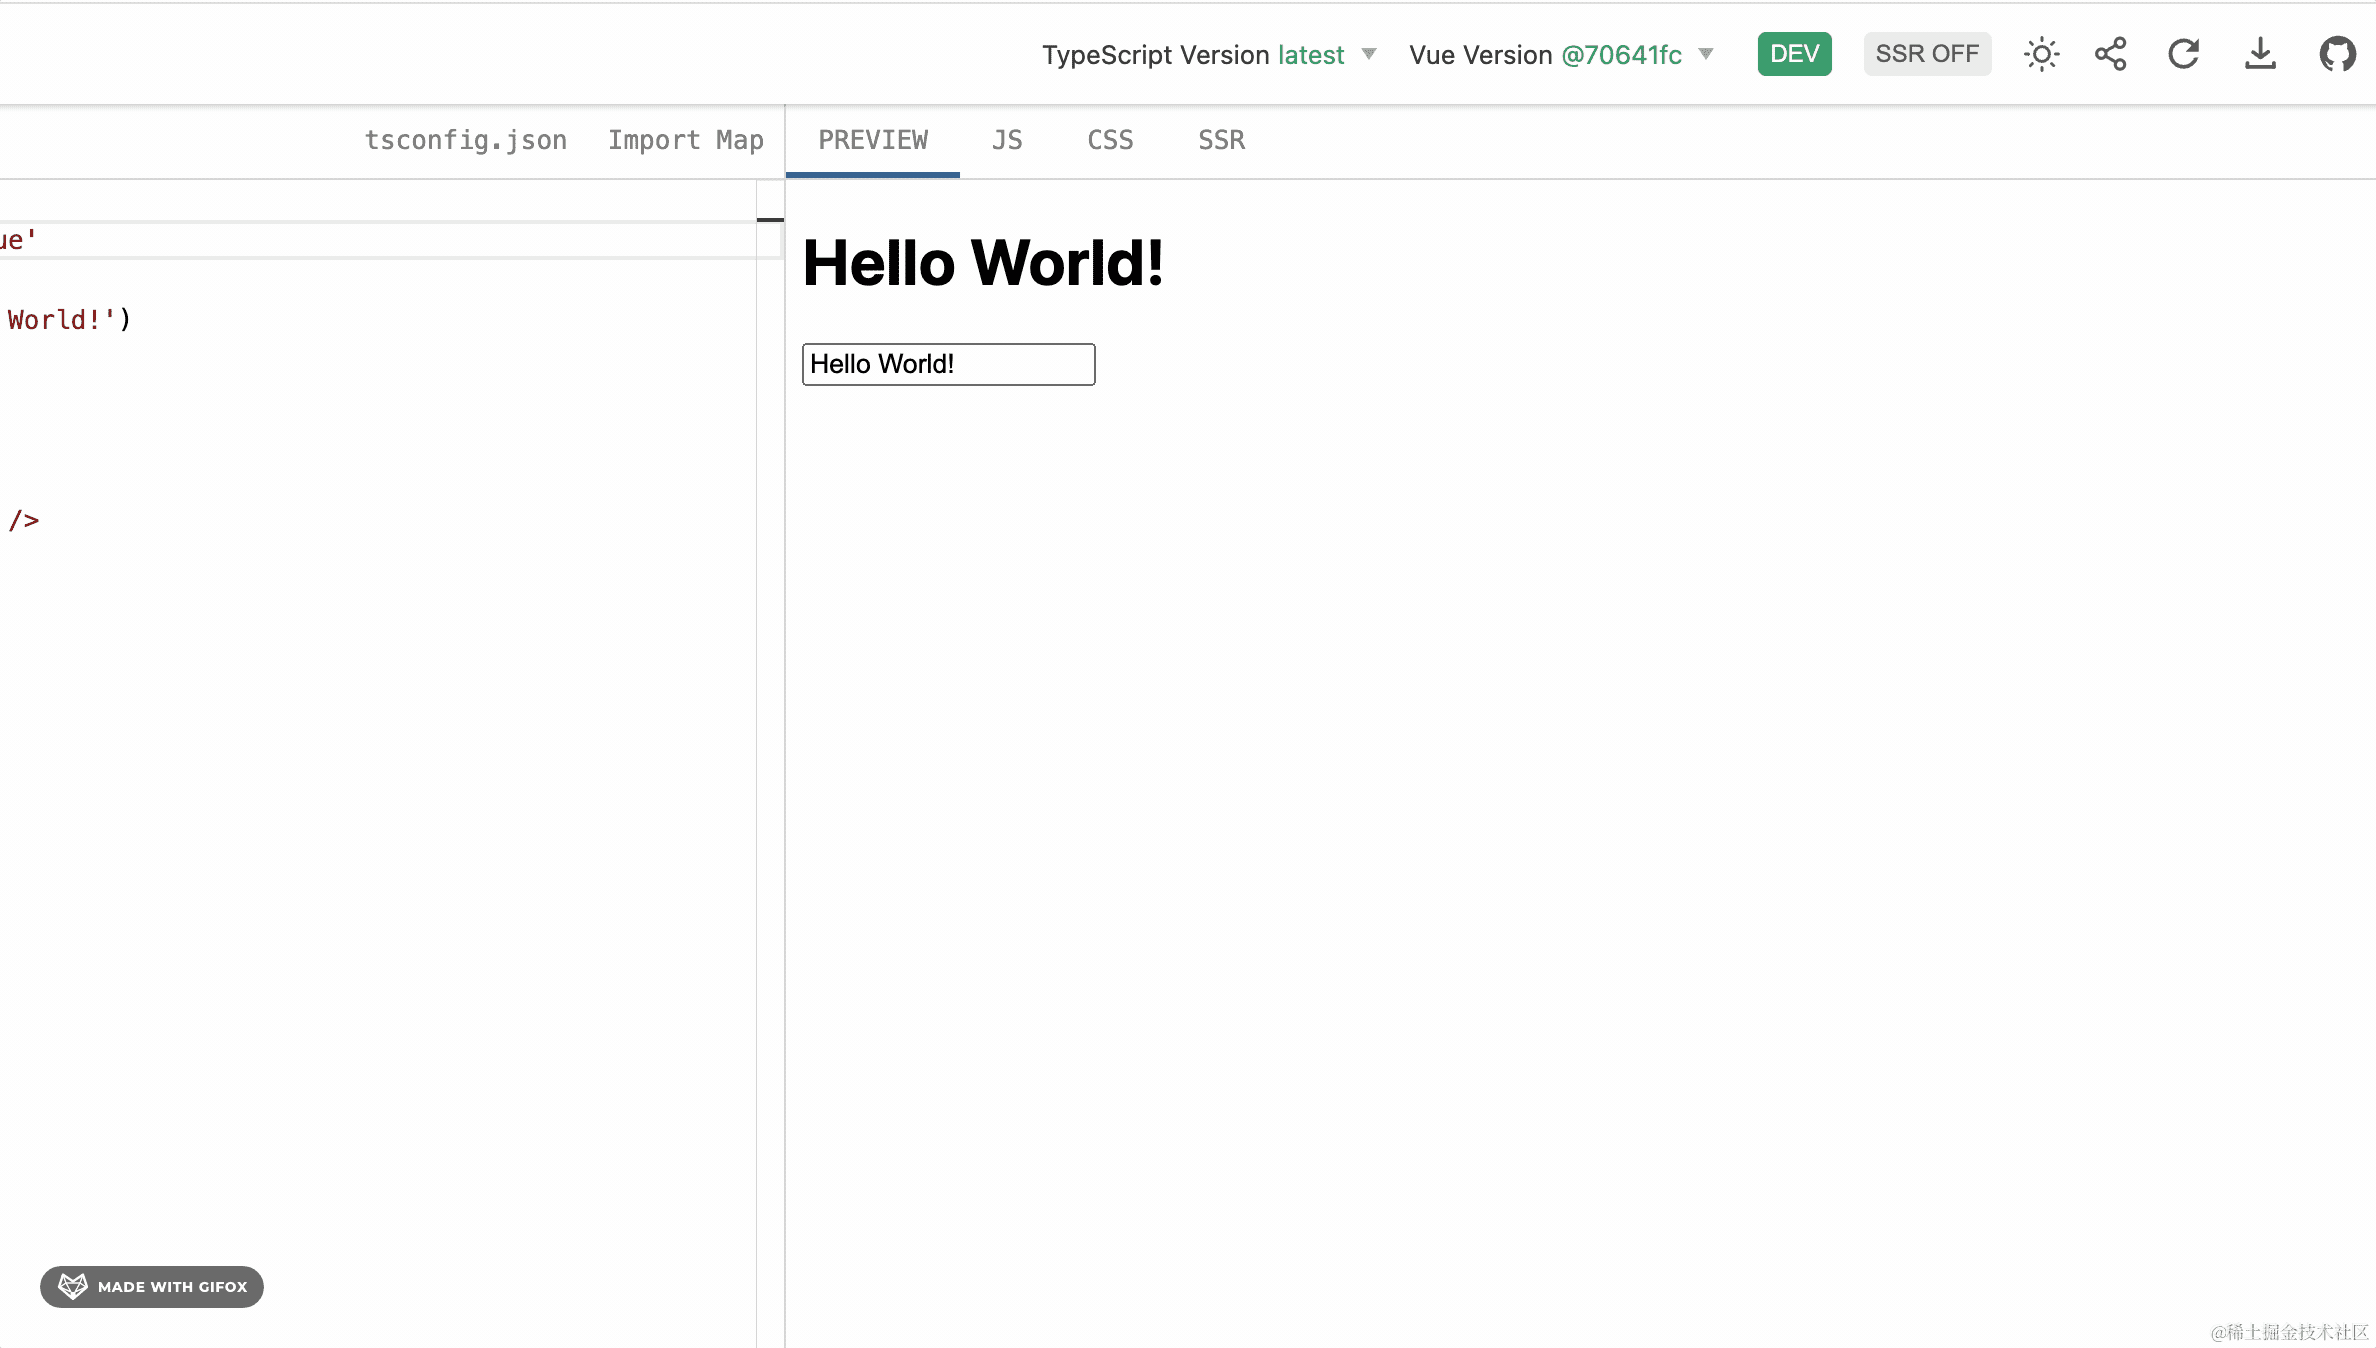 TypeScript Version latest Vue Version @70641fc DEV SSR OFF
tsconfig.json Import Map PREVIEW JS CSS SSR
ue'
Hello World!
World!')
Hello World!
/>
MADE WITH GIFOX
@稀土掘金技术社区